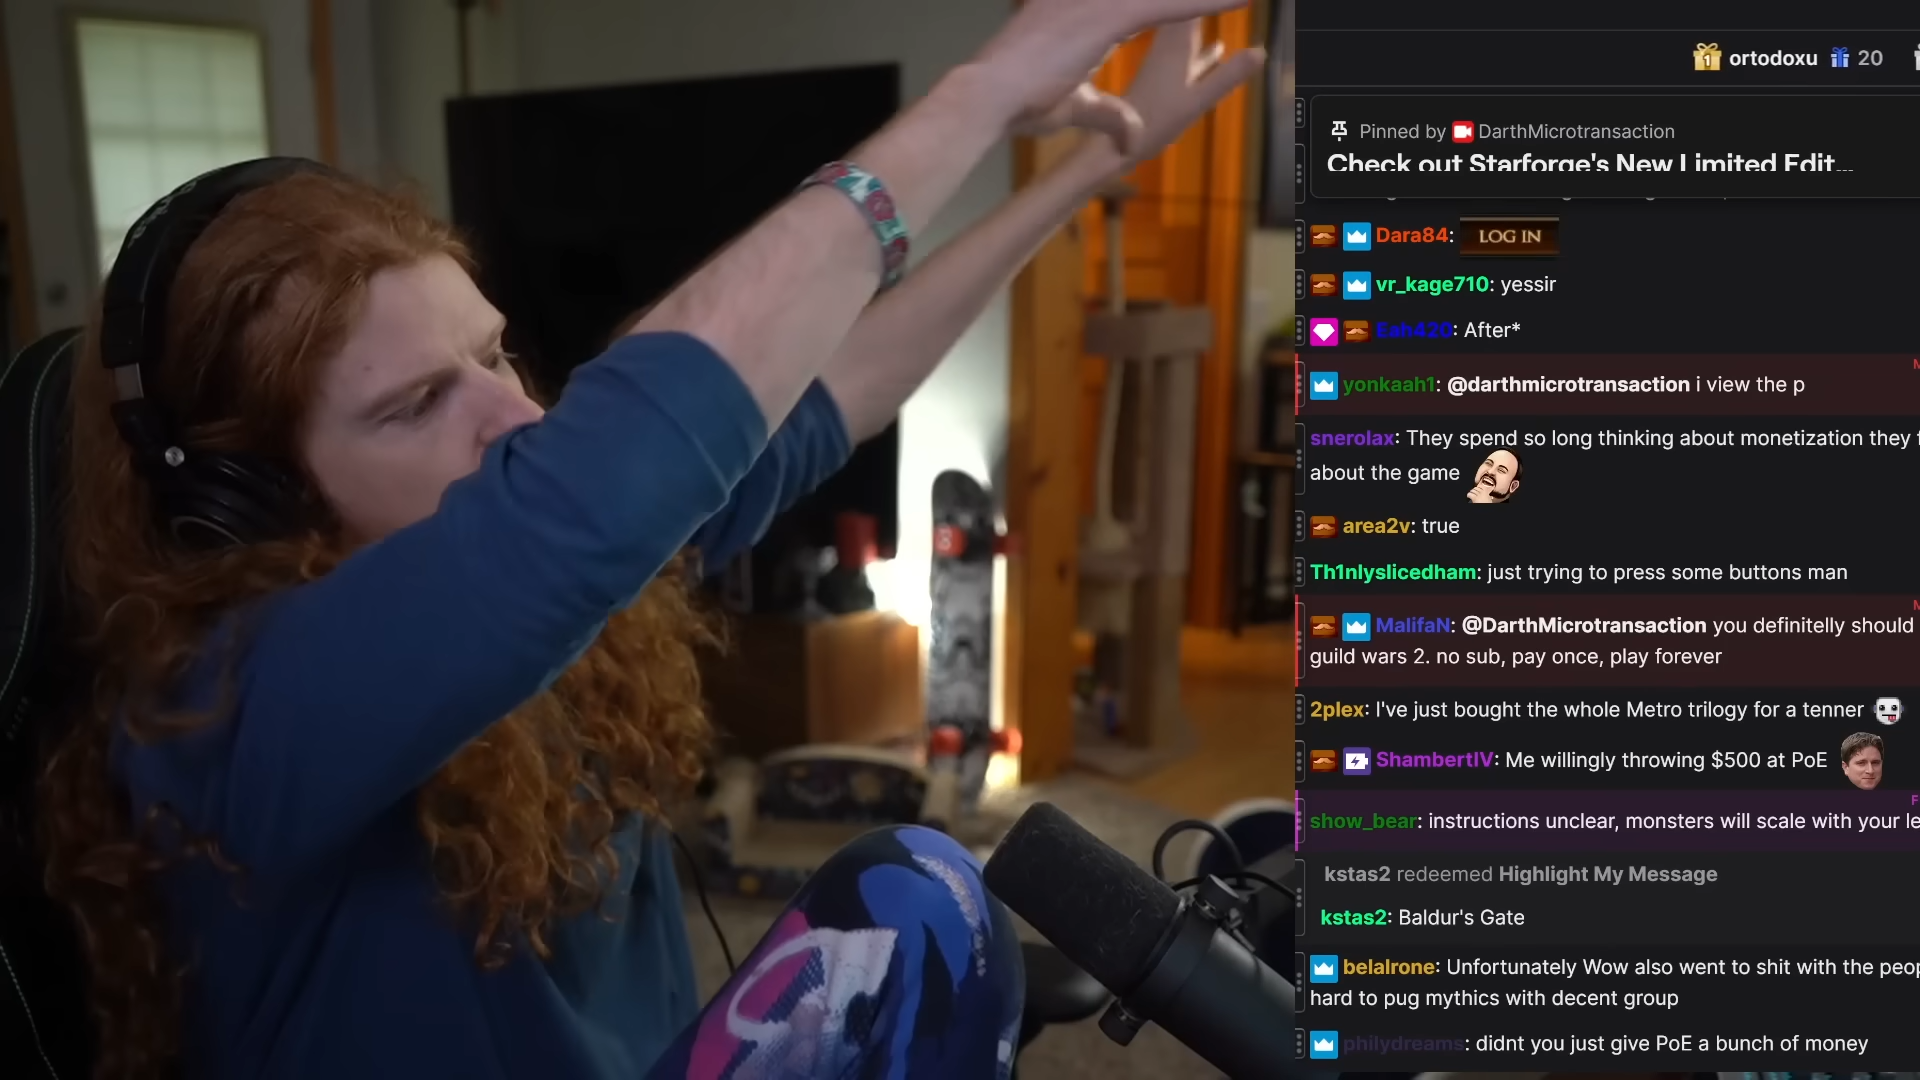 ortodoxu 20
Pinned by DarthMicrotransaction
Check out Starforge's New Limited Edit...
Dara84: LOG IN
vr_kage710: yessir
Eah420: After*
yonkaah1: @darthmicrotransaction i view the p
snerolax: They spend so long thinking about monetization they
about the game
area2v: true
Th1nlyslicedham: just trying to press some buttons man
MalifaN: @DarthMicrotransaction you definitelly should
guild wars 2. no sub, pay once, play forever
2plex: I've just bought the whole Metro trilogy for a tenner
ShambertIV: Me willingly throwing $500 at PoE
show_bear: instructions unclear, monsters will scale with your le
kstas2 redeemed Highlight My Message
kstas2: Baldur's Gate
belalrone: Unfortunately Wow also went to shit with the peop
hard to pug mythics with decent group
philydreams: didnt you just give PoE a bunch of money